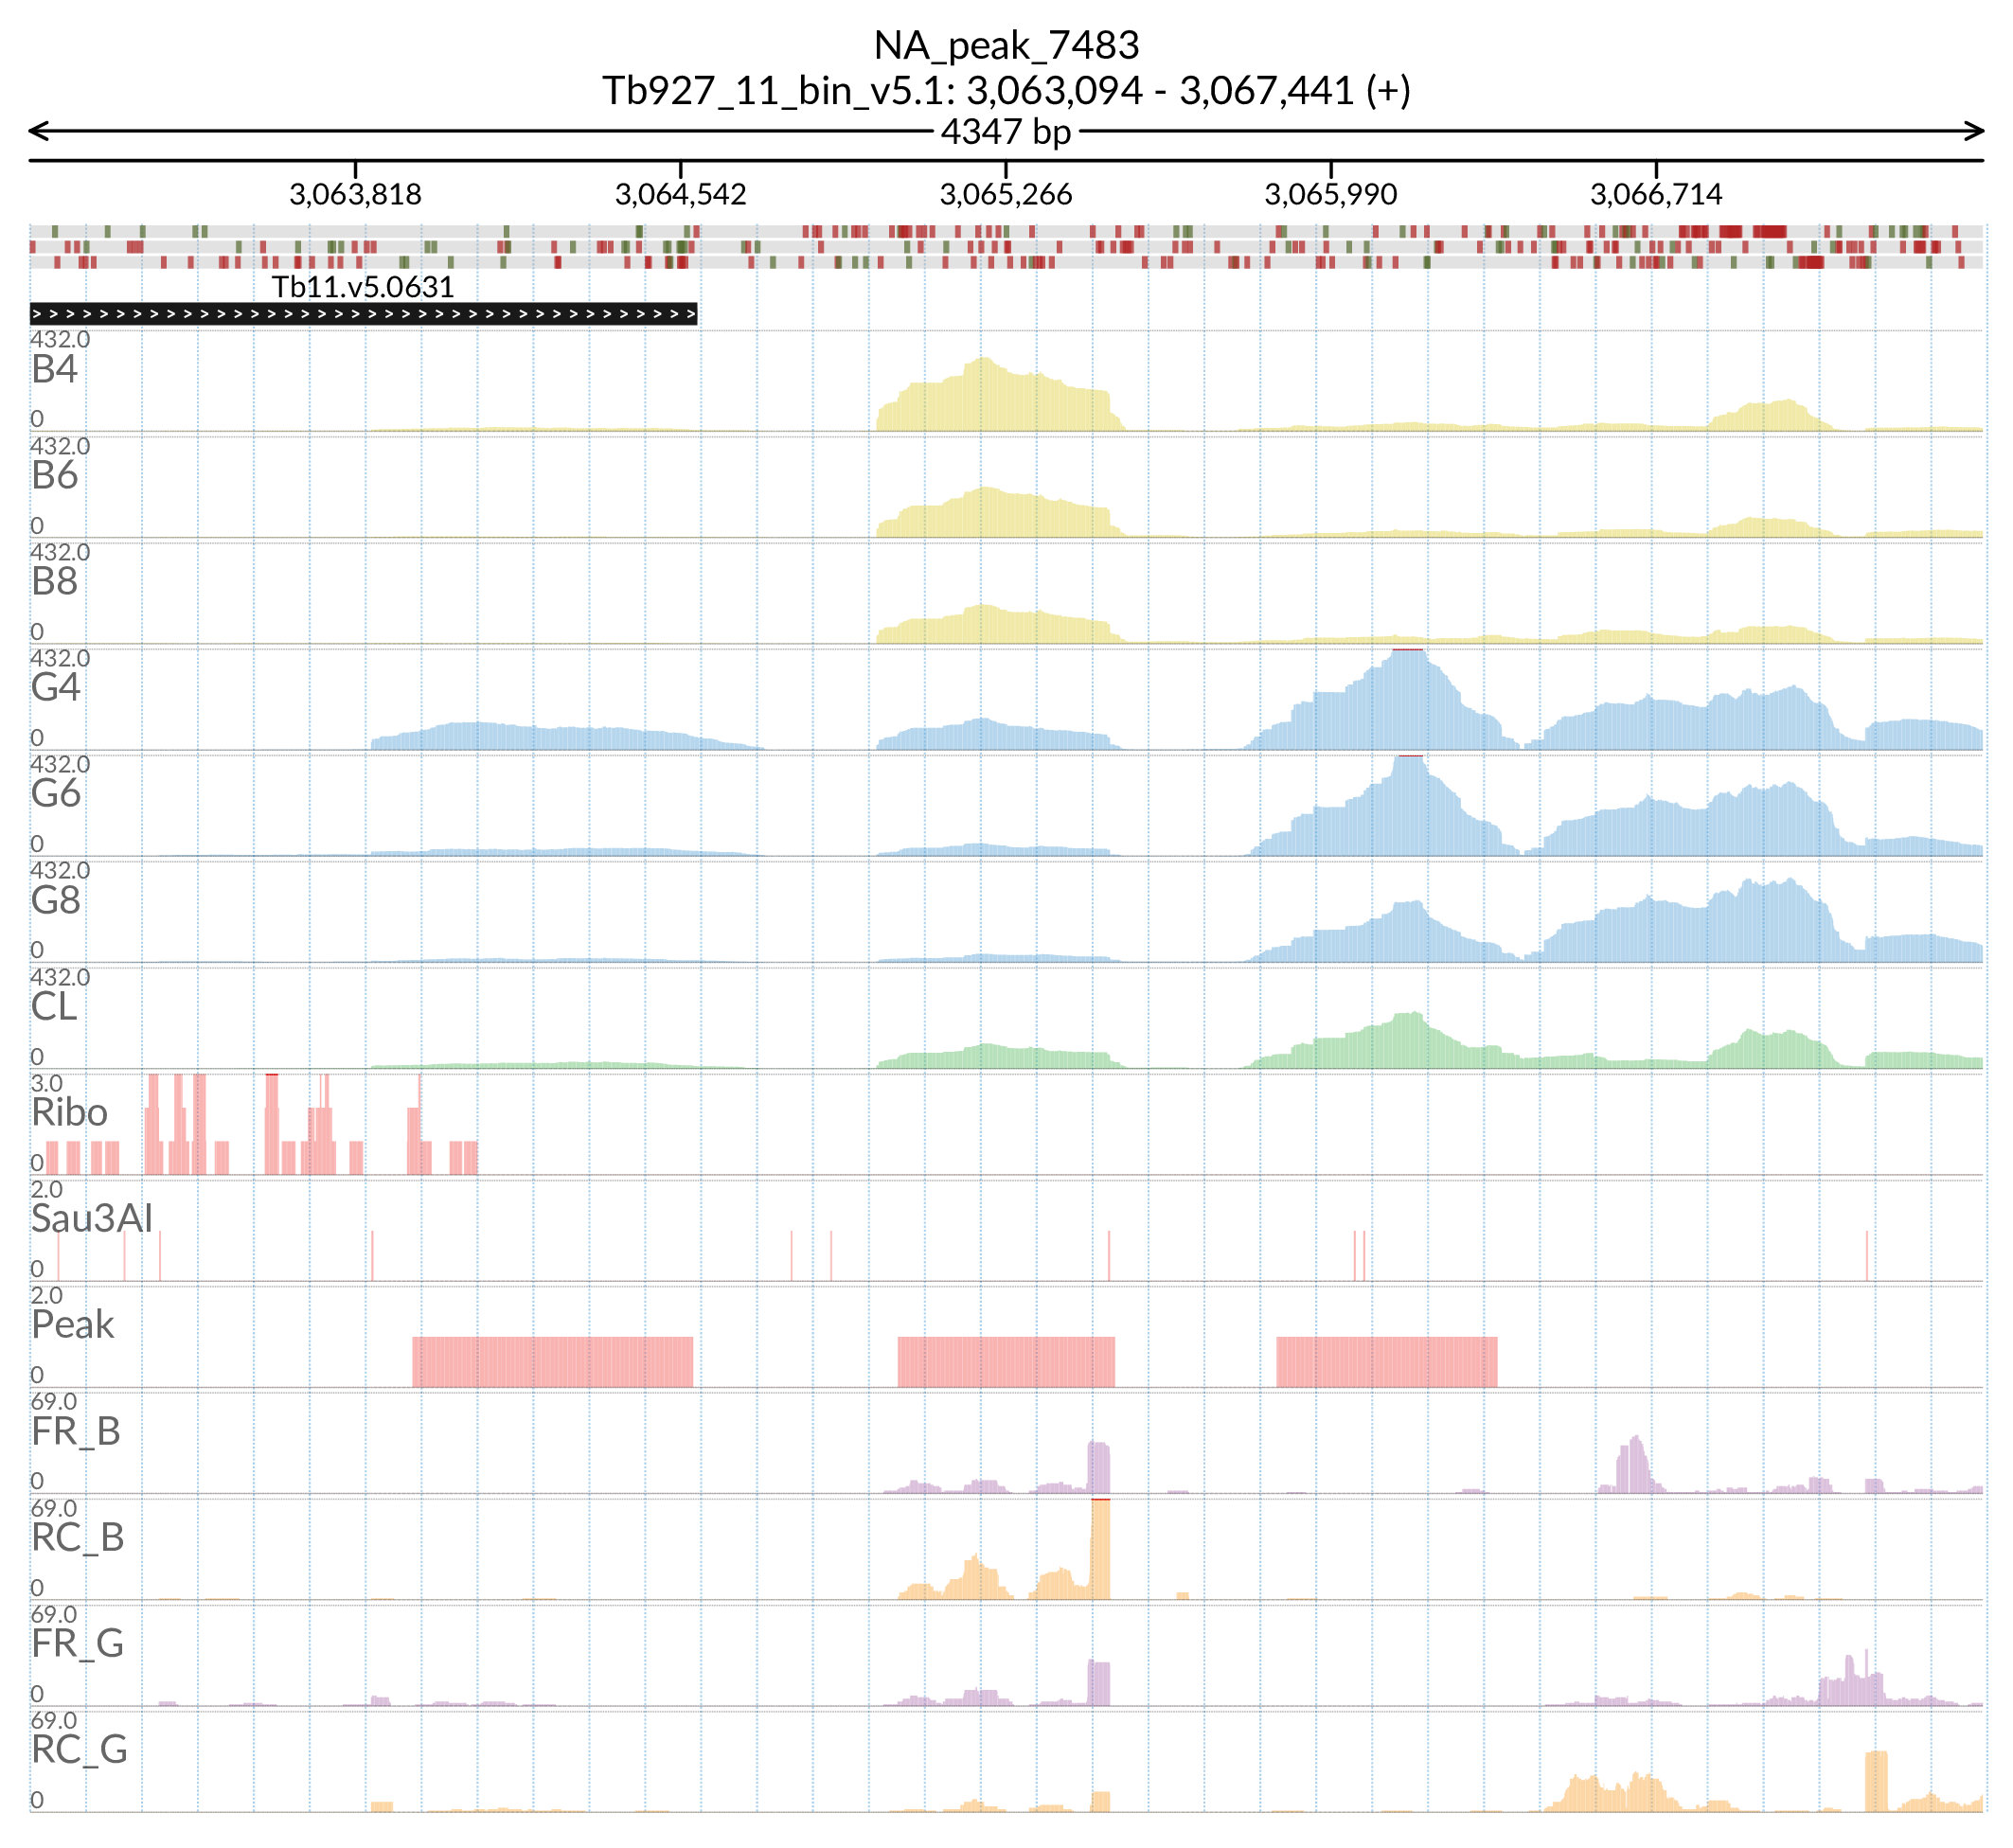 NA_peak_7483
Tb927_11_bin_v5.1: 3,063,094 - 3,067,441 (+)
4347 bp
3,063,818 3,064,542 3,065,266 3,065,990 3,066,714
Tb11.v5.0631
432.0
B4
0
432.0
B6
0
432.0
B8
0
432.0
G4
0
432.0
G6
0
432.0
G8
0
432.0
CL
0
3.0
Ribo
0
2.0
Sau3AI
0
2.0
Peak
0
69.0
FR_B
0
69.0
RC_B
0
69.0
FR_G
0
69.0
RC_G
0